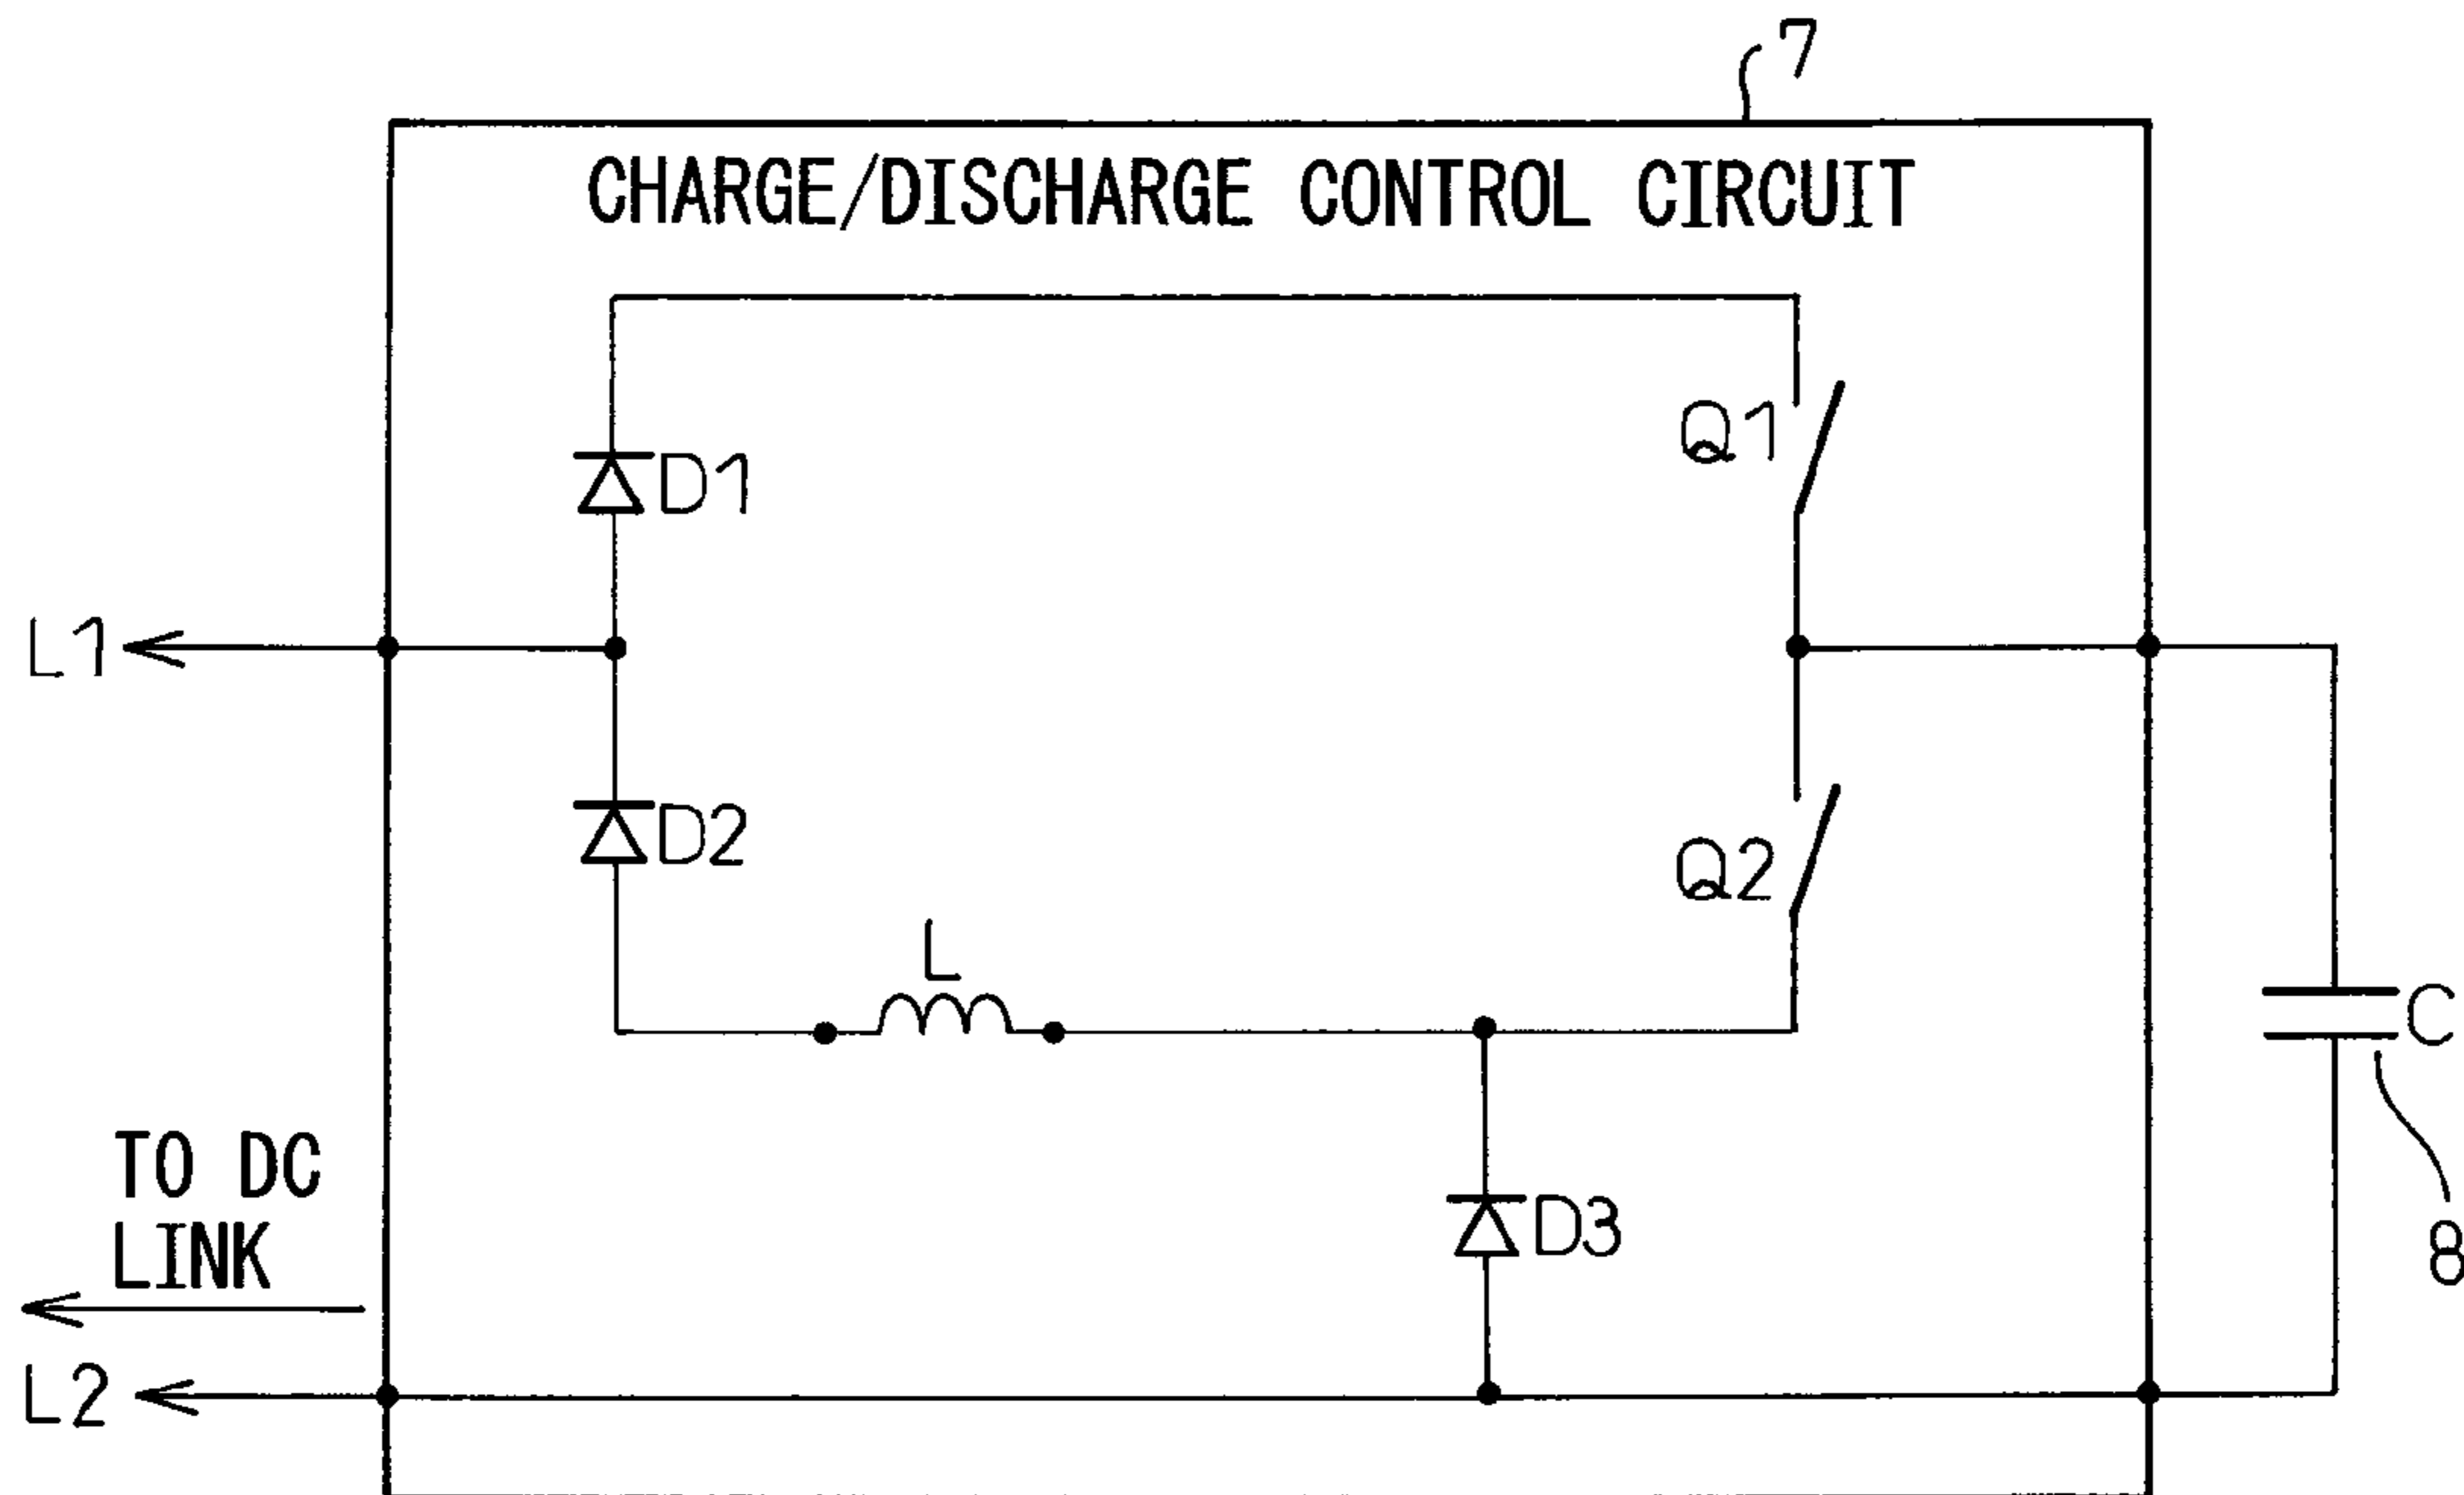 7
CHARGE/DISCHARGE CONTROL CIRCUIT
Q1
D1
L1
D2
Q2
L
C
TO DC
LINK
D3
8
L2